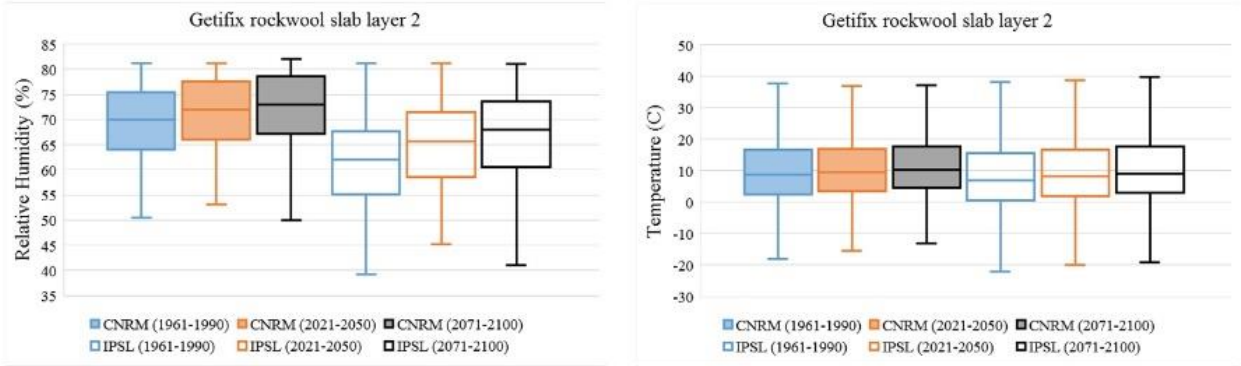 Getifix rockwool slab layer 2
Relative Humidity (%)
85
80
75
70
65
60
55
50
45
40
35
CNRM (1961-1990) CNRM (2021-2050) CNRM (2071-2100)
IPSL (1961-1990) IPSL (2021-2050) IPSL (2071-2100)
Getifix rockwool slab layer 2
Temperature (C)
50
40
30
20
10
0
-10
-20
-30
CNRM (1961-1990) CNRM (2021-2050) CNRM (2071-2100)
IPSL (1961-1990) IPSL (2021-2050) IPSL (2071-2100)